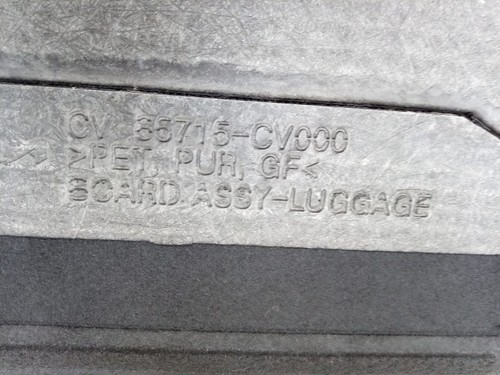 CV 85715-CV000
>PET, PUR, GF<
BOARD ASSY-LUGGAGE